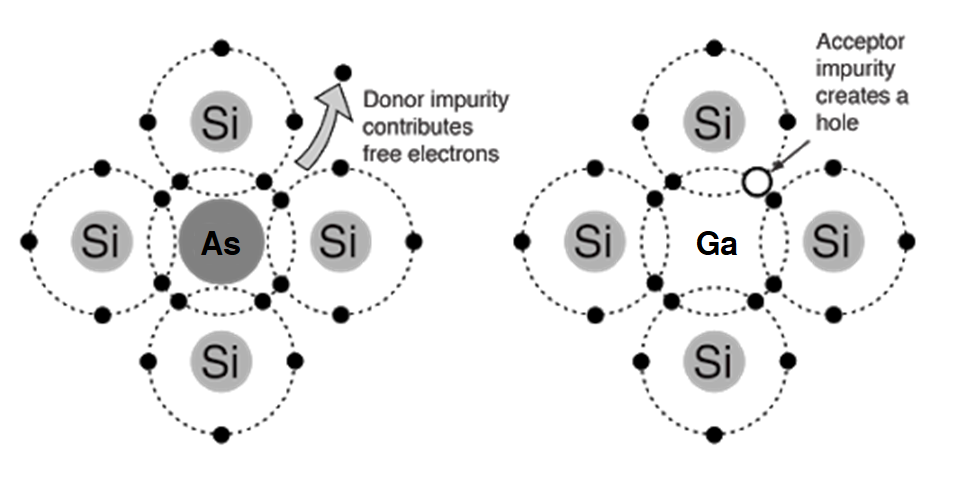 Si
Donor impurity
contributes
free electrons
Si
As
Si
Si
Acceptor
impurity
creates a
hole
Si
Si
Ga
Si
Si